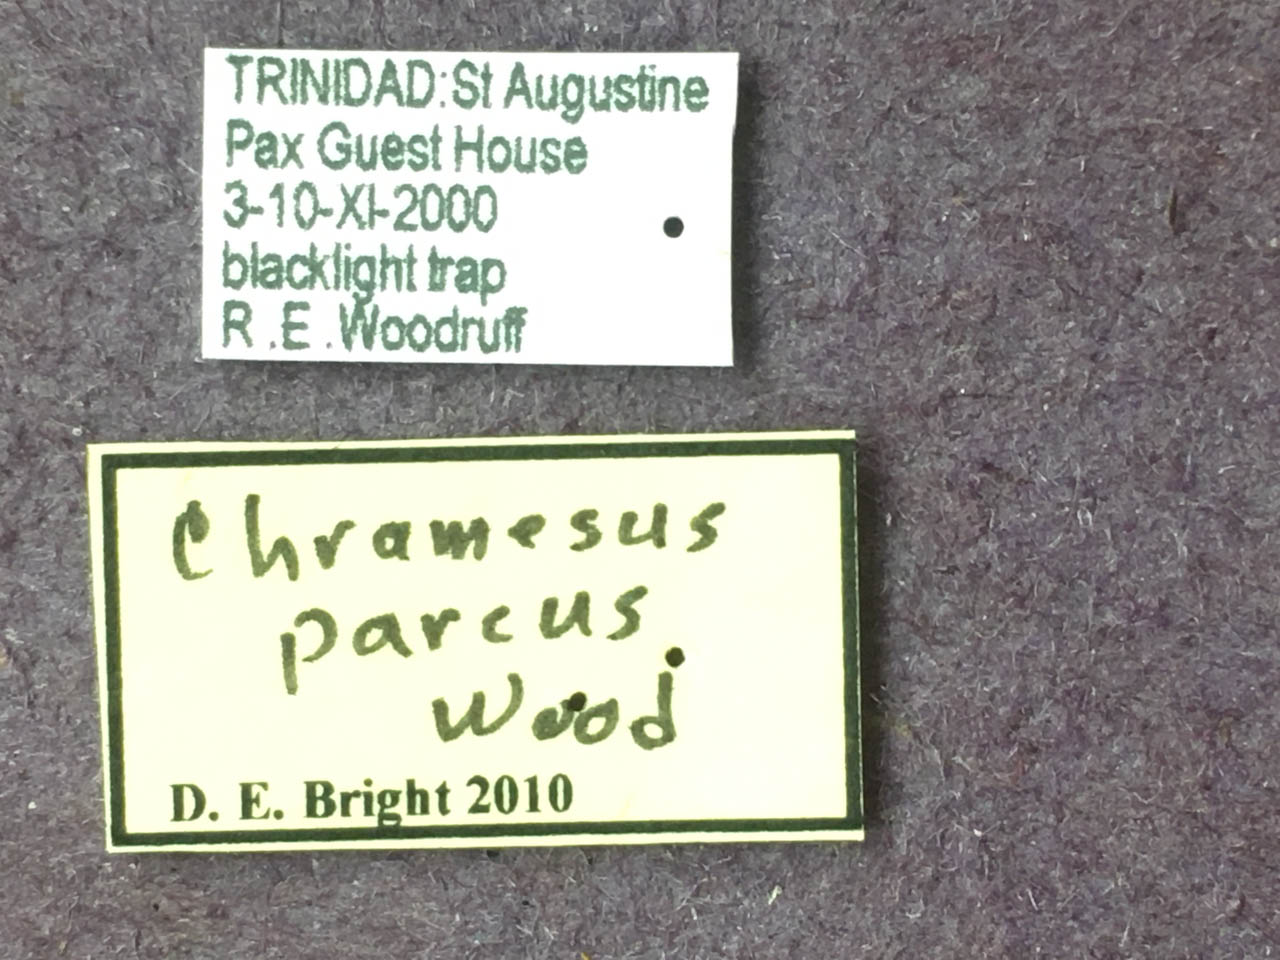 TRINIDAD: St Augustine
Pax Guest House
3-10-XI-2000
blacklight trap
R.E.Woodruff
Chramesus
parcus
Wood
D. E. Bright 2010